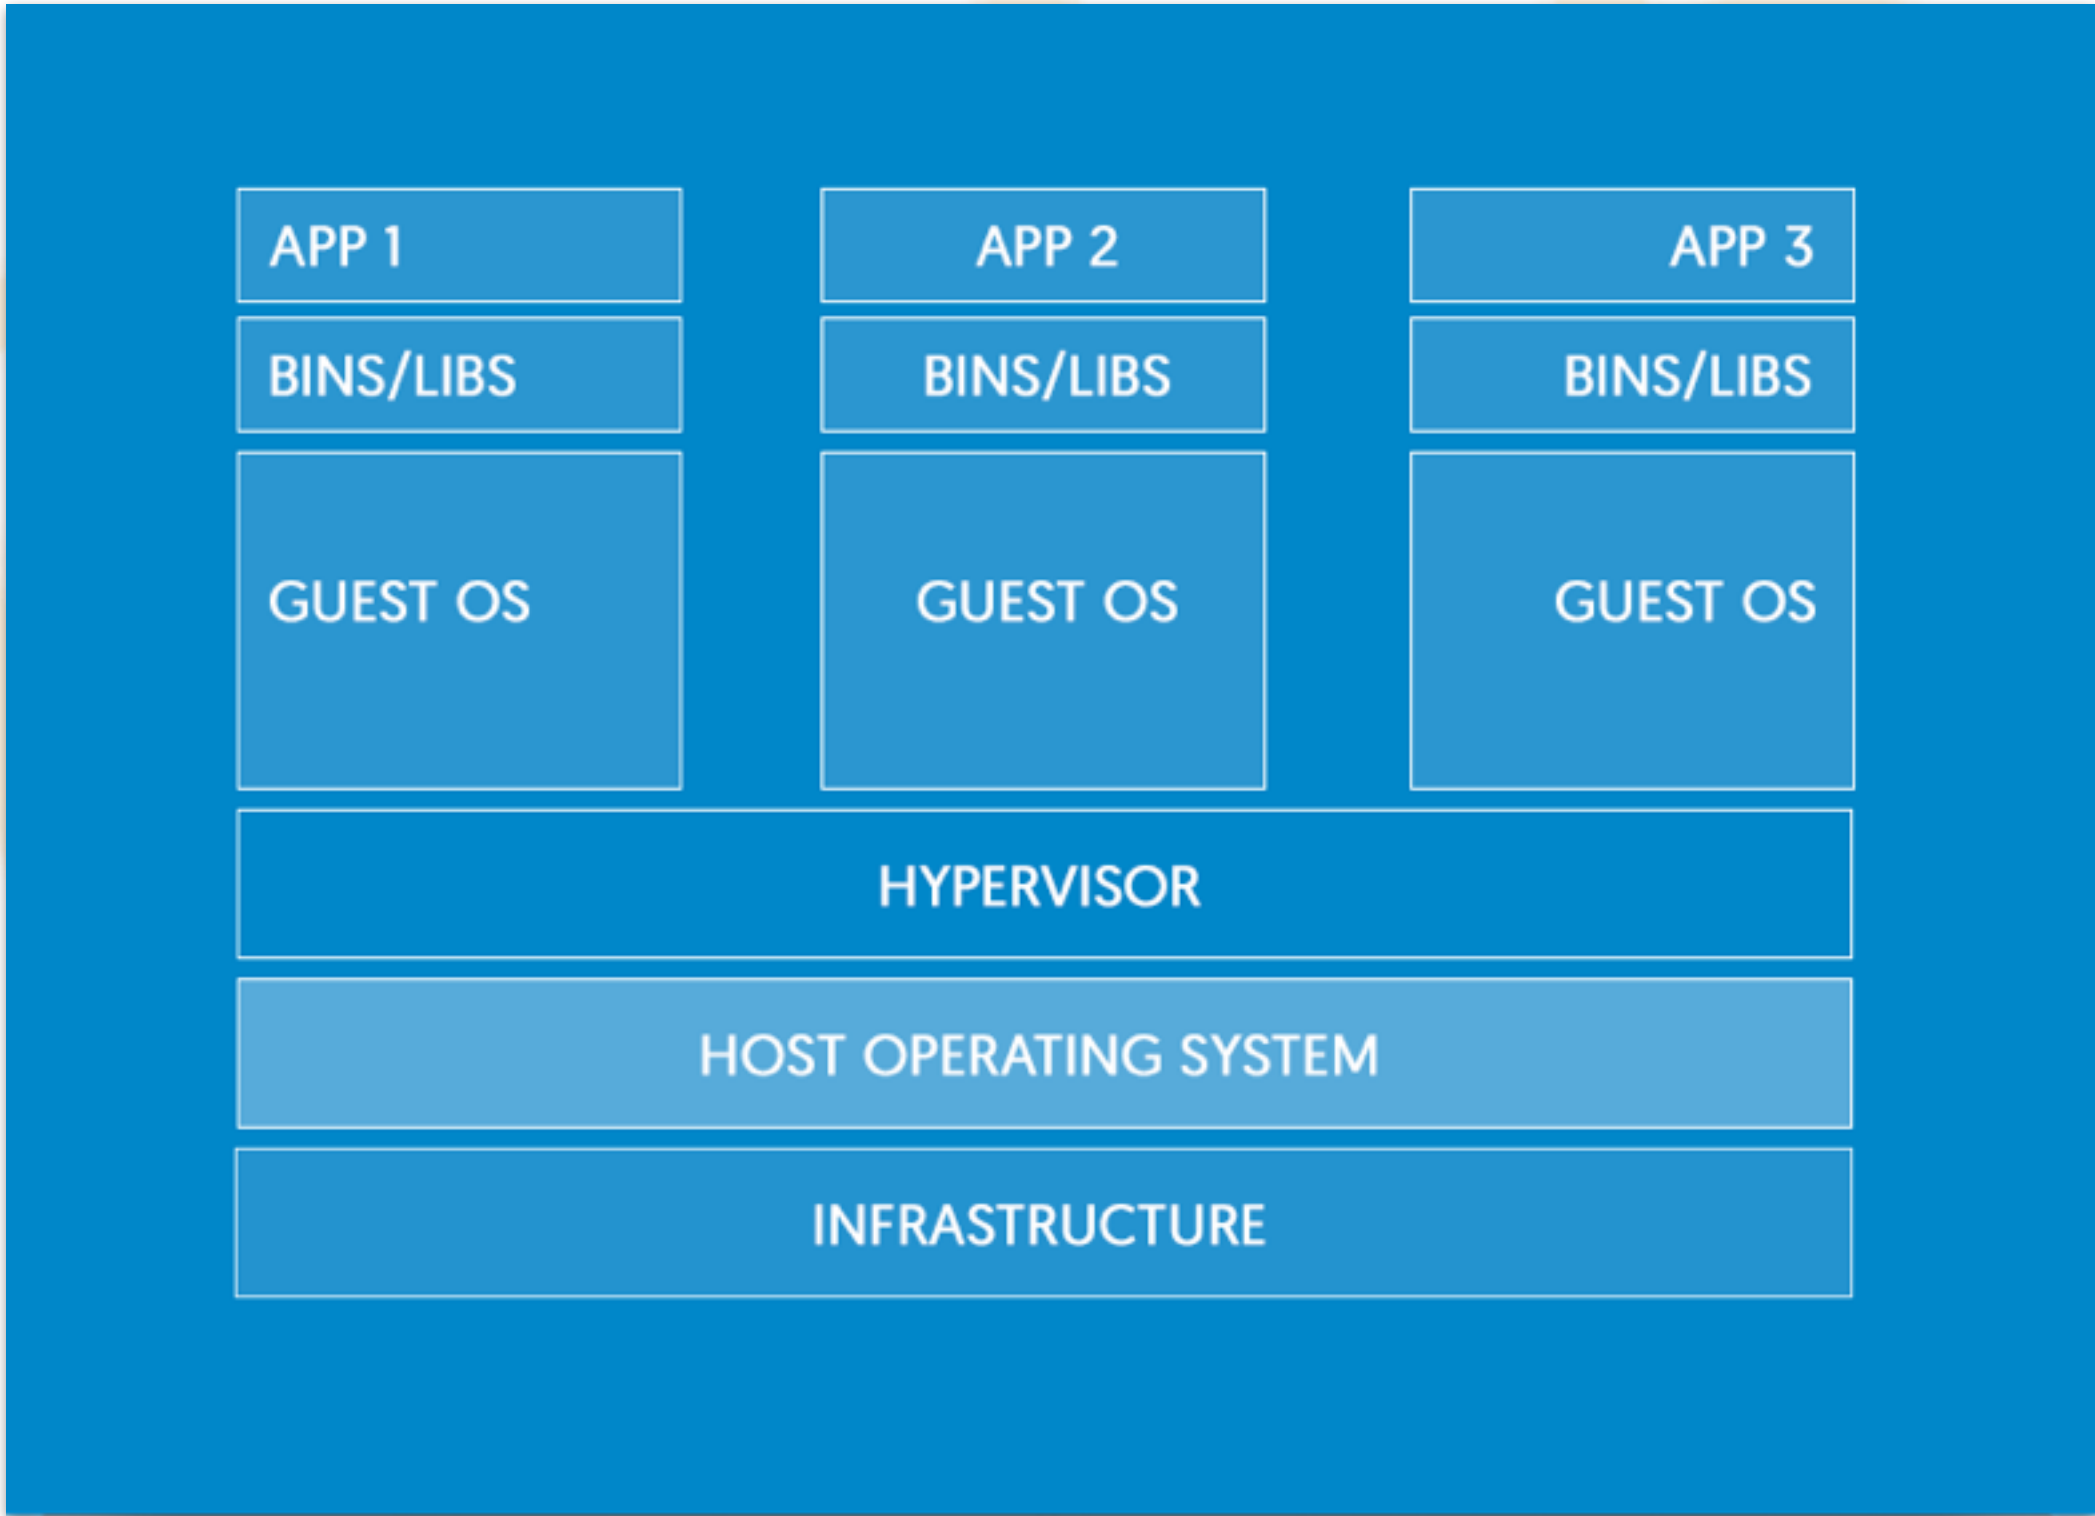 APP 1
APP 2
APP 3
BINS/LIBS
BINS/LIBS
BINS/LIBS
GUEST OS
GUEST OS
GUEST OS
HYPERVISOR
HOST OPERATING SYSTEM
INFRASTRUCTURE